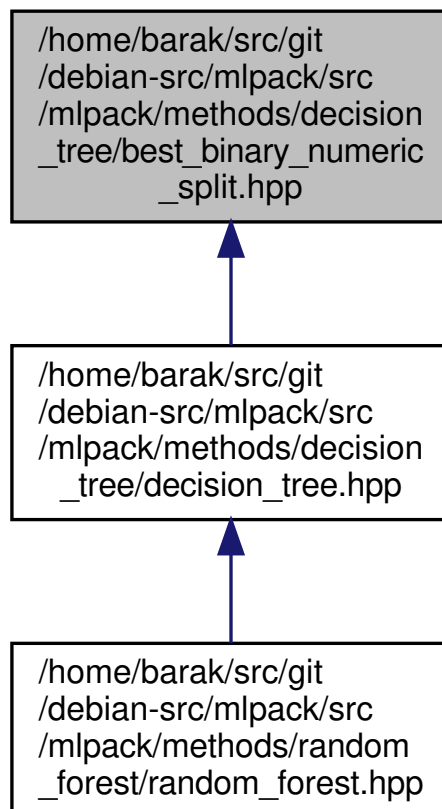 /home/barak/src/git
/debian-src/mlpack/src
/mlpack/methods/decision
_tree/best_binary_numeric
_split.hpp
/home/barak/src/git
/debian-src/mlpack/src
/mlpack/methods/decision
_tree/decision_tree.hpp
/home/barak/src/git
/debian-src/mlpack/src
/mlpack/methods/random
_forest/random_forest.hpp